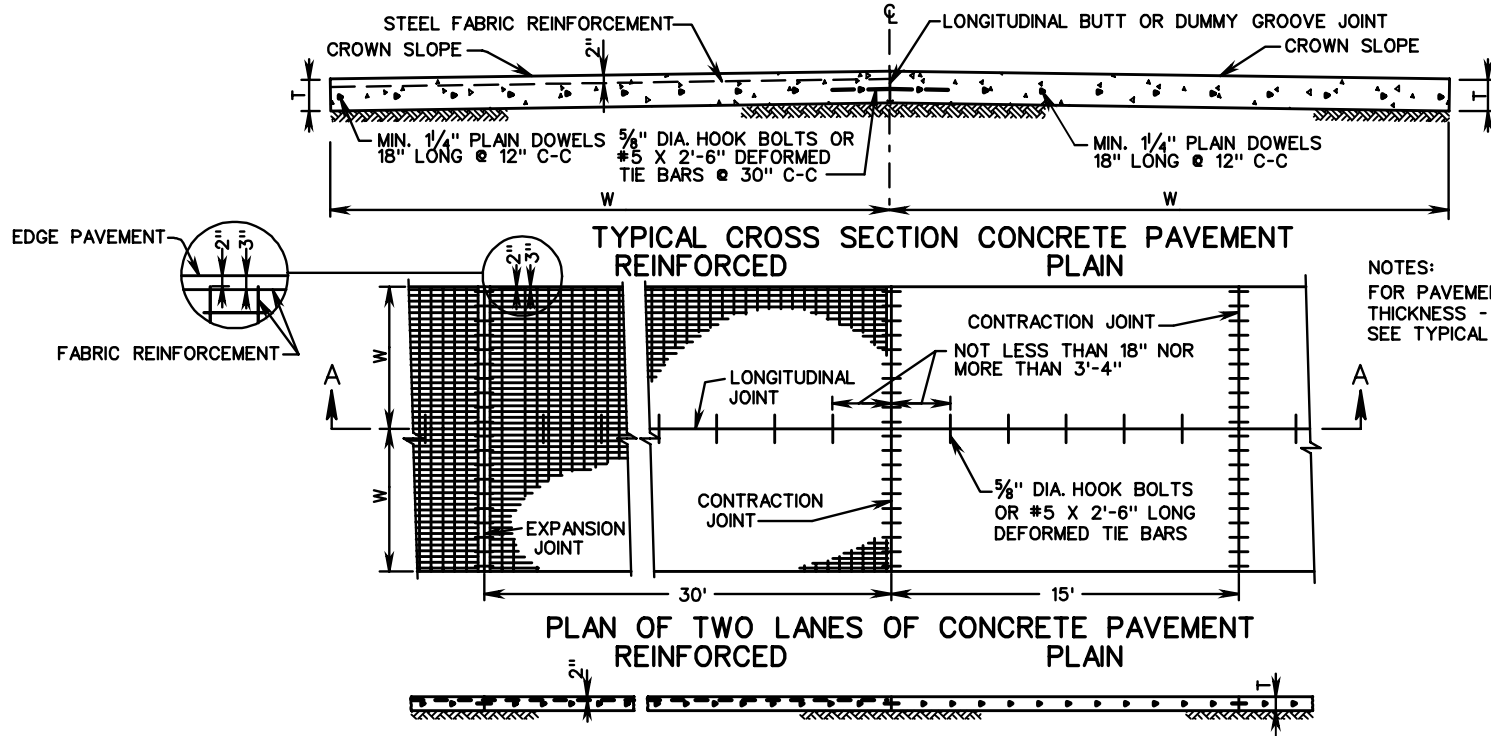 ℄
STEEL FABRIC REINFORCEMENT
2"
LONGITUDINAL BUTT OR DUMMY GROOVE JOINT
CROWN SLOPE
CROWN SLOPE
T
T
MIN. 1 1/4" PLAIN DOWELS
18" LONG @ 12" C-C
5/8" DIA. HOOK BOLTS OR
#5 X 2'-6" DEFORMED
TIE BARS @ 30" C-C
MIN. 1 1/4" PLAIN DOWELS
18" LONG @ 12" C-C
W
W
TYPICAL CROSS SECTION CONCRETE PAVEMENT
REINFORCED
PLAIN
EDGE PAVEMENT
2"
3"
2"
3"
FABRIC REINFORCEMENT
NOTES:
FOR PAVEMEN
THICKNESS -
SEE TYPICAL
CONTRACTION JOINT
NOT LESS THAN 18" NOR
MORE THAN 3'-4"
W
A
LONGITUDINAL
JOINT
A
W
CONTRACTION
JOINT
5/8" DIA. HOOK BOLTS
OR #5 X 2'-6" LONG
DEFORMED TIE BARS
EXPANSION
JOINT
30'
15'
PLAN OF TWO LANES OF CONCRETE PAVEMENT
REINFORCED
PLAIN
2"
T